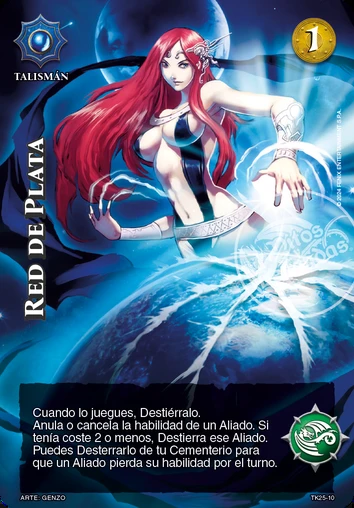 TALISMÁN
1
RED DE PLATA
Cuando lo juegues, Destiérralo.
Anula o cancela la habilidad de un Aliado. Si
tenía coste 2 o menos, Destierra ese Aliado.
Puedes Desterrarlo de tu Cementerio para
que un Aliado pierda su habilidad por el turno.
ARTE: GENZO
TK25-10